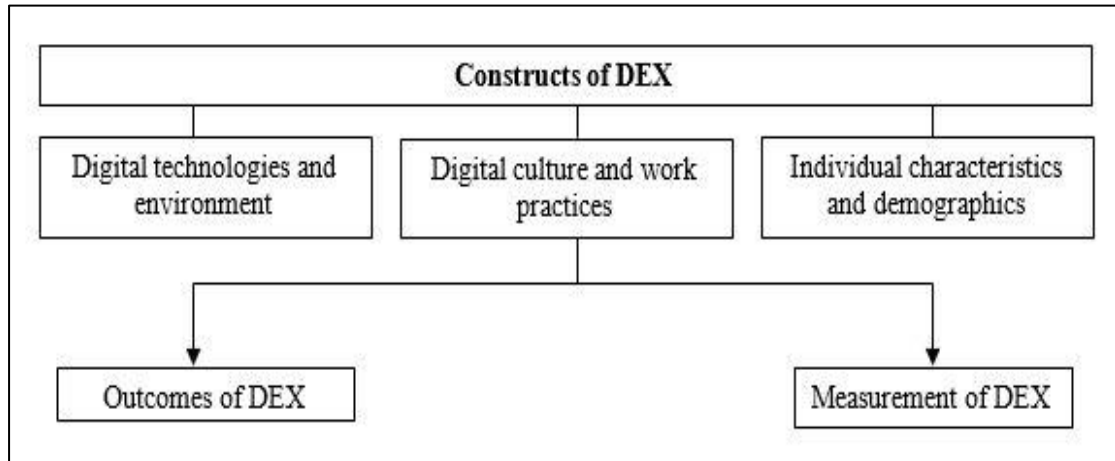 Constructs of DEX
Digital technologies and
environment
Digital culture and work
practices
Individual characteristics
and demographics
Outcomes of DEX
Measurement of DEX